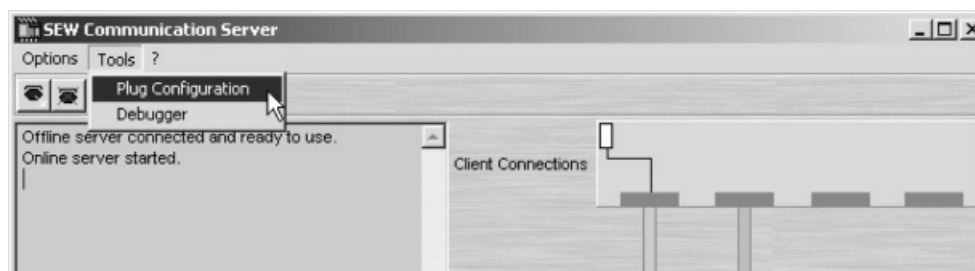 SEW Communication Server
Options Tools ?
Plug Configuration
Debugger
Offline server connected and ready to use.
Online server started.
Client Connections